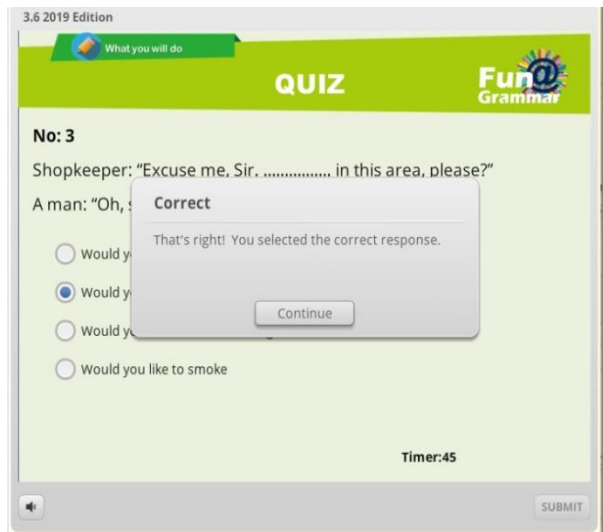 3.6 2019 Edition
What you will do
QUIZ
Fun@
Grammar
No: 3
Shopkeeper: “Excuse me, Sir. ................ in this area, please?”
A man: “Oh,
Correct
That's right! You selected the correct response.
Would
Would
Continue
Would
Would you like to smoke
Timer:45
SUBMIT